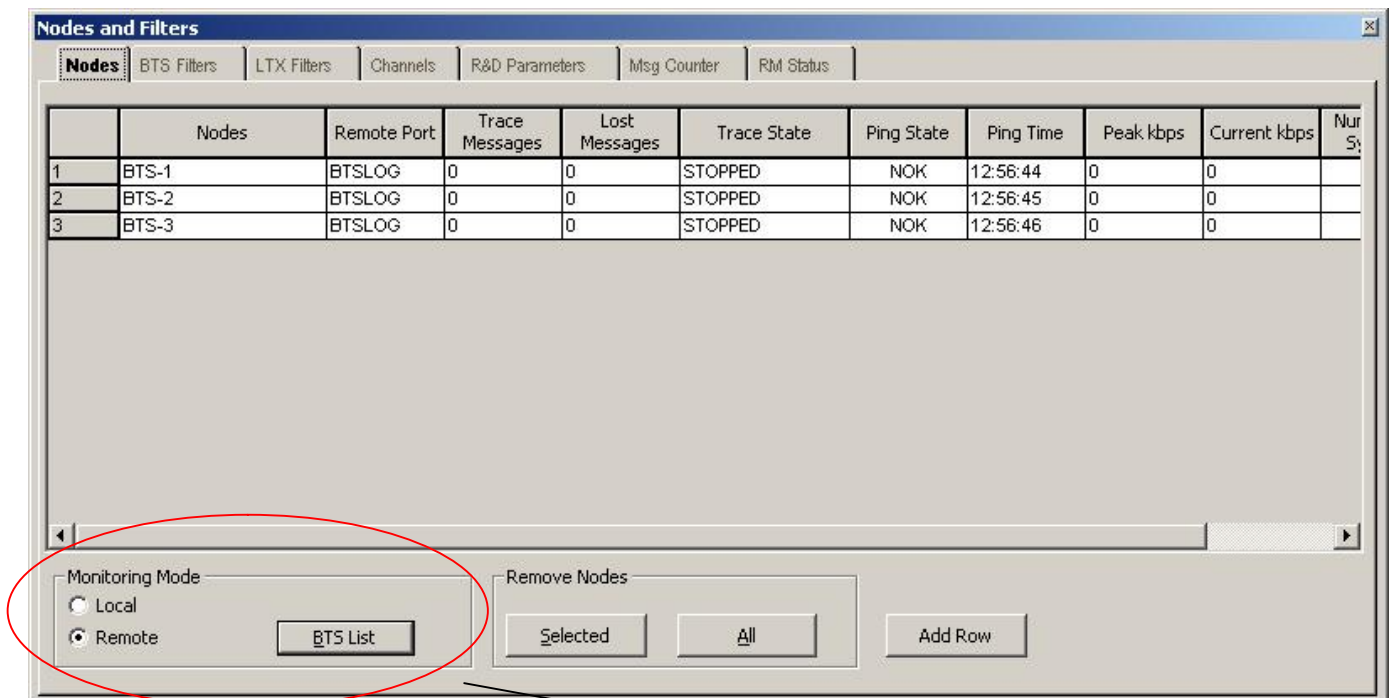 Nodes and Filters
Nodes BTS Filters LTX Filters Channels R&D Parameters Msg Counter RM Status
Nodes Remote Port Trace Messages Lost Messages Trace State Ping State Ping Time Peak kbps Current kbps
1 BTS-1 BTSLOG 0 0 STOPPED NOK 12:56:44 0 0
2 BTS-2 BTSLOG 0 0 STOPPED NOK 12:56:45 0 0
3 BTS-3 BTSLOG 0 0 STOPPED NOK 12:56:46 0 0
Monitoring Mode Remove Nodes
Local
Remote BTS List Selected All Add Row